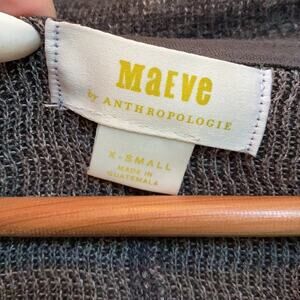 MaEve
by ANTHROPOLOGIE
X-SMALL
MADE IN
GUATEMALA